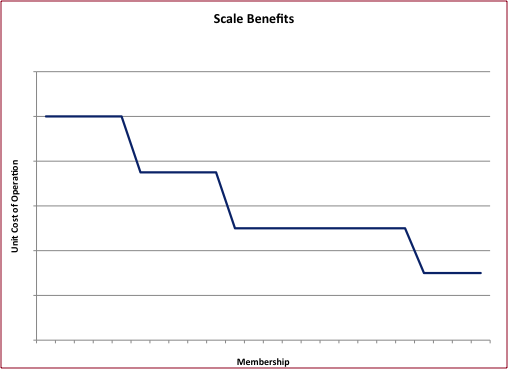 Scale Benefits
Unit Cost of Operation
Membership